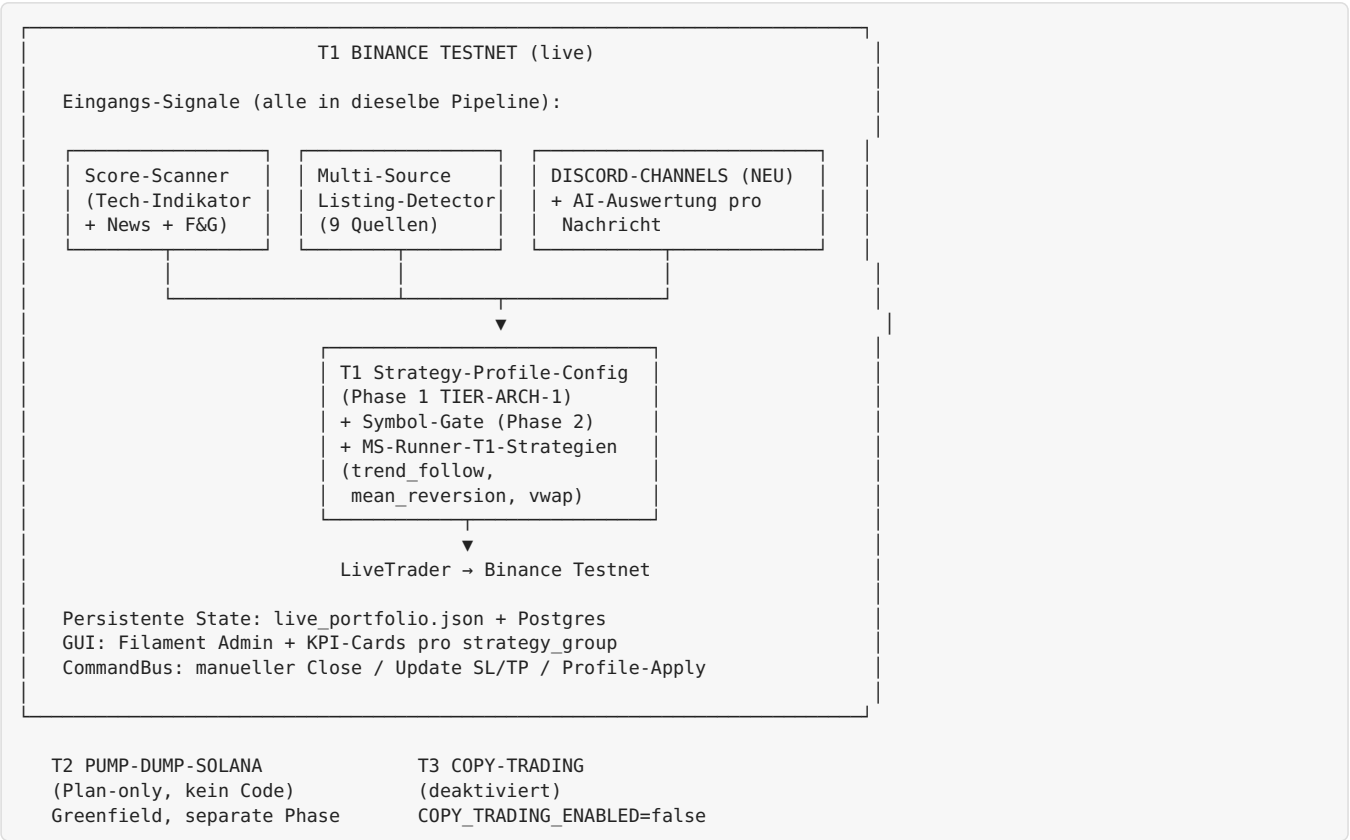 T1 BINANCE TESTNET (live)
Eingangs-Signale (alle in dieselbe Pipeline):
Score-Scanner
(Tech-Indikator
+ News + F&G)
Multi-Source
Listing-Detector
(9 Quellen)
DISCORD-CHANNELS (NEU)
+ AI-Auswertung pro
Nachricht
▼
T1 Strategy-Profile-Config
(Phase 1 TIER-ARCH-1)
+ Symbol-Gate (Phase 2)
+ MS-Runner-T1-Strategien
(trend_follow,
mean_reversion, vwap)
▼
LiveTrader → Binance Testnet
Persistente State: live_portfolio.json + Postgres
GUI: Filament Admin + KPI-Cards pro strategy_group
CommandBus: manueller Close / Update SL/TP / Profile-Apply
T2 PUMP-DUMP-SOLANA
(Plan-only, kein Code)
Greenfield, separate Phase
T3 COPY-TRADING
(deaktiviert)
COPY_TRADING_ENABLED=false